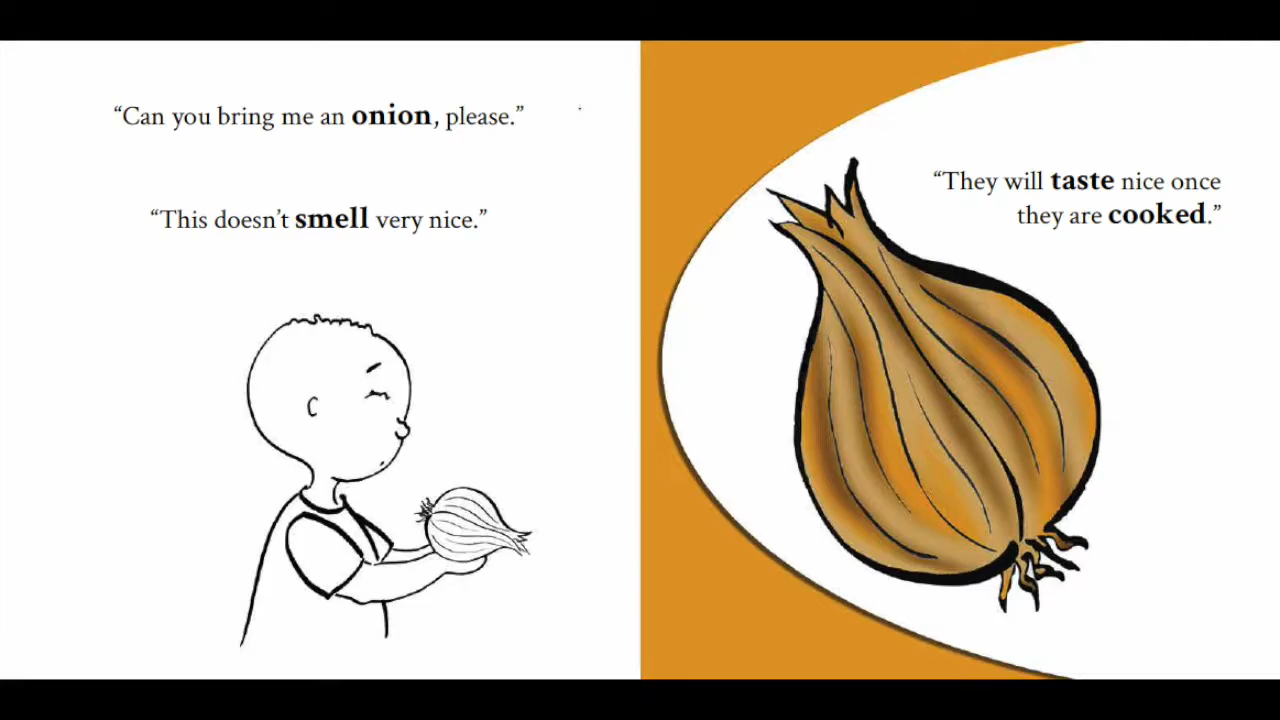 “Can you bring me an onion, please.”
“This doesn’t smell very nice.”
“They will taste nice once
they are cooked.”